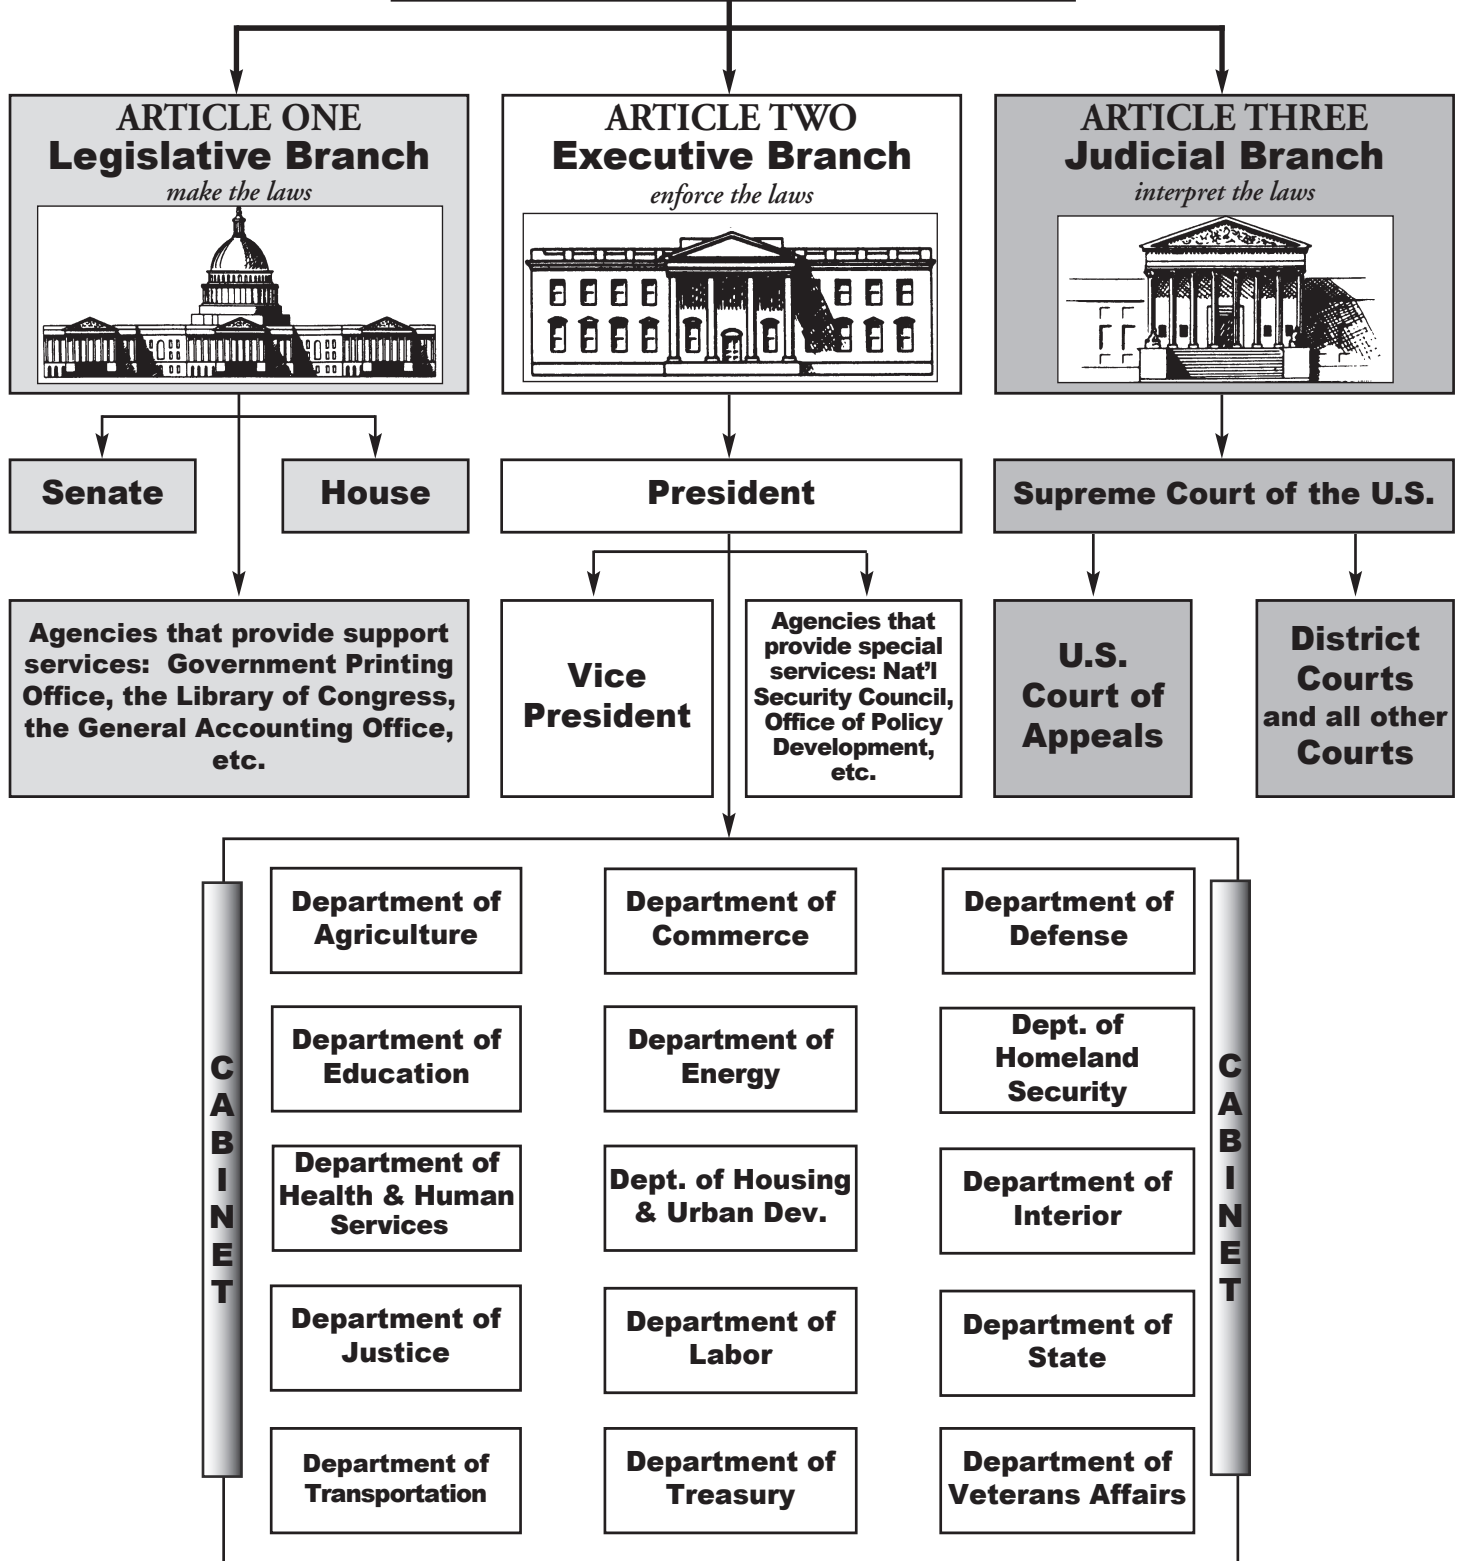 ARTICLE ONE
Legislative Branch
make the laws
ARTICLE TWO
Executive Branch
enforce the laws
ARTICLE THREE
Judicial Branch
interpret the laws
Senate
House
President
Supreme Court of the U.S.
Agencies that provide support
services: Government Printing
Office, the Library of Congress,
the General Accounting Office,
etc.
Vice
President
Agencies that
provide special
services: Nat'l
Security Council,
Office of Policy
Development,
etc.
U.S.
Court of
Appeals
District
Courts
and all other
Courts
CABINET
Department of
Agriculture
Department of
Commerce
Department of
Defense
Department of
Education
Department of
Energy
Dept. of
Homeland
Security
Department of
Health & Human
Services
Dept. of Housing
& Urban Dev.
Department of
Interior
Department of
Justice
Department of
Labor
Department of
State
Department of
Transportation
Department of
Treasury
Department of
Veterans Affairs
CABINET